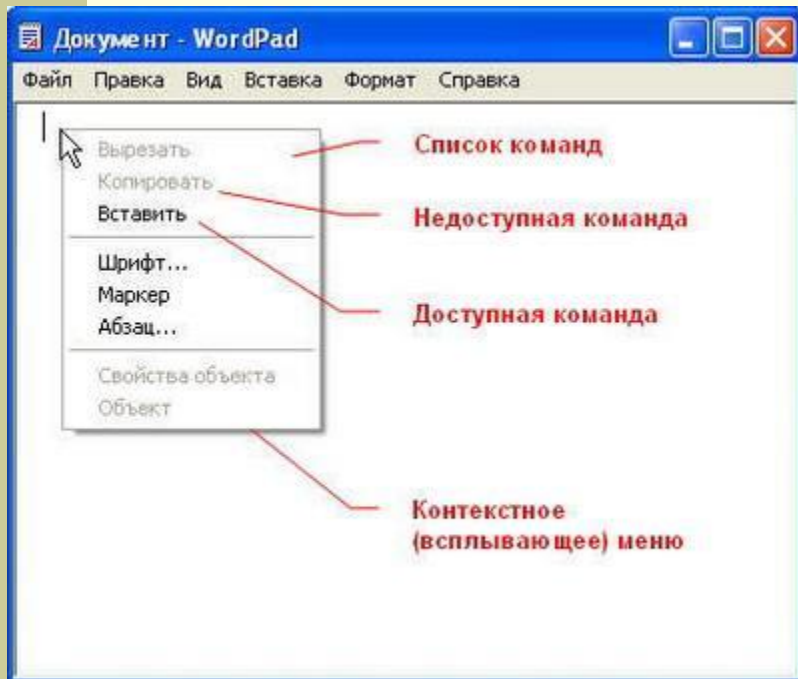 Документ - WordPad
Файл Правка Вид Вставка Формат Справка
Вырезать
Копировать
Вставить
Шрифт...
Маркер
Абзац...
Свойства объекта
Объект
Список команд
Недоступная команда
Доступная команда
Контекстное
(всплывающее) меню